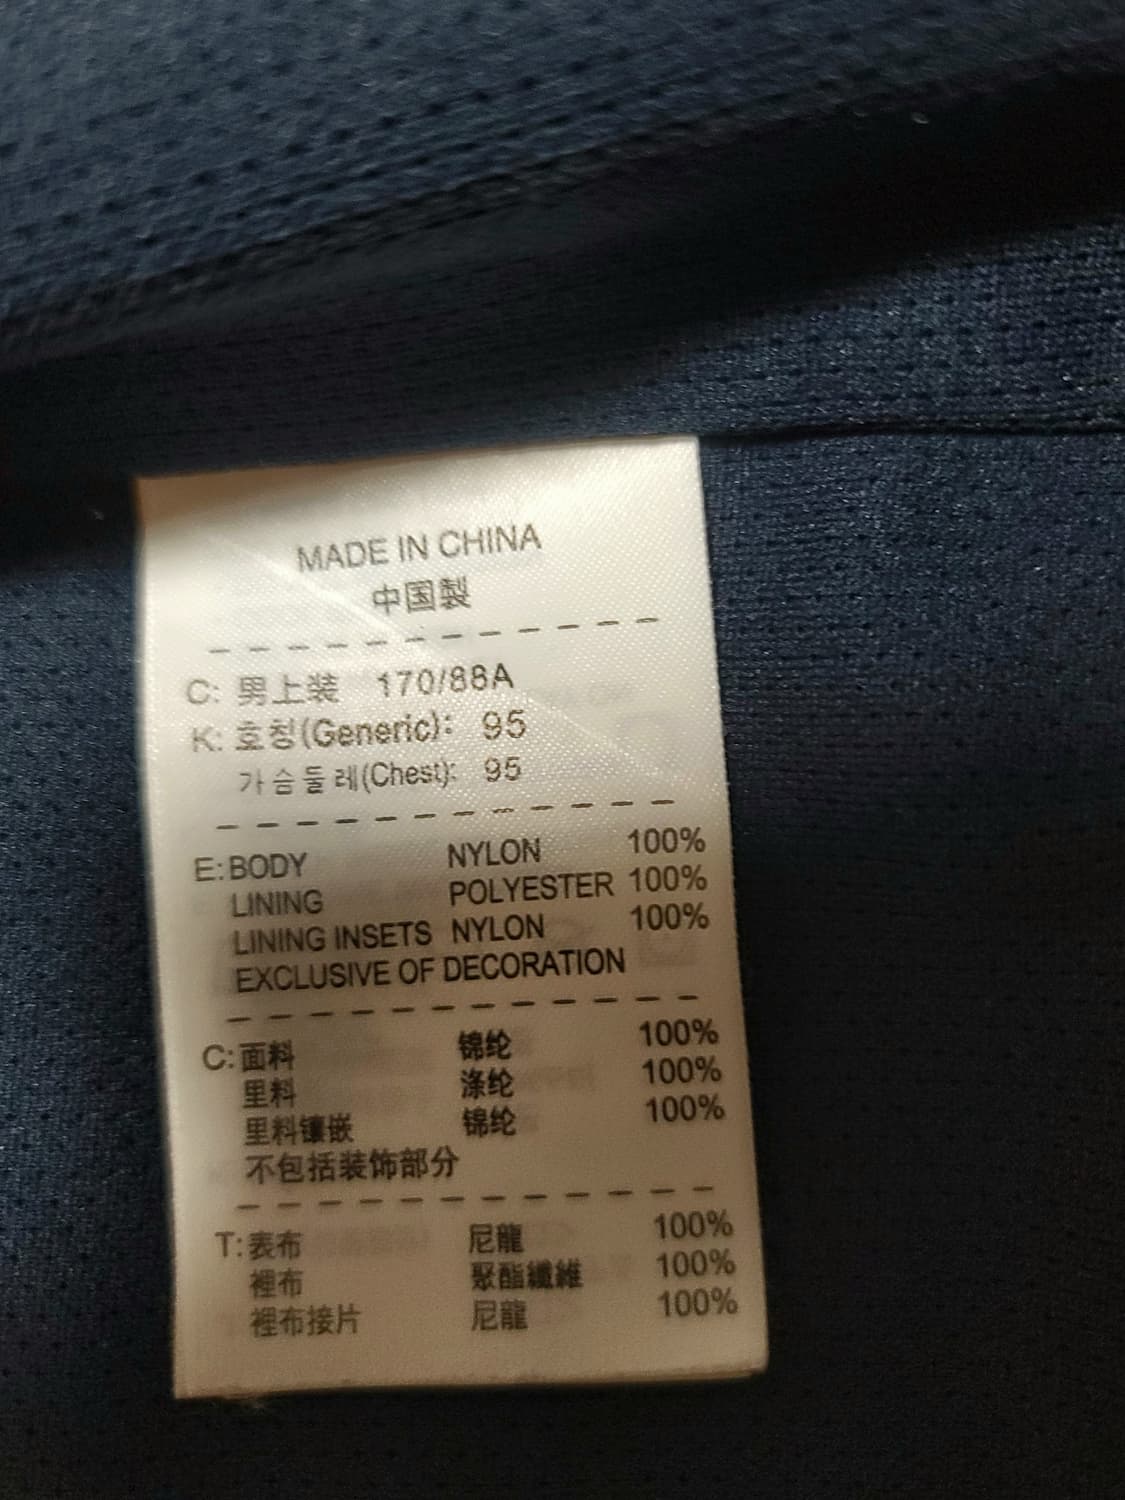 MADE IN CHINA
中国製
C: 男上装 170/88A
K: 호칭(Generic): 95
가슴둘레(Chest): 95
E: BODY NYLON 100%
LINING POLYESTER 100%
LINING INSETS NYLON 100%
EXCLUSIVE OF DECORATION
C: 面料 锦纶 100%
里料 涤纶 100%
里料镶嵌 锦纶 100%
不包括装饰部分
T: 表布 尼龍 100%
裡布 聚酯纖維 100%
裡布接片 尼龍 100%